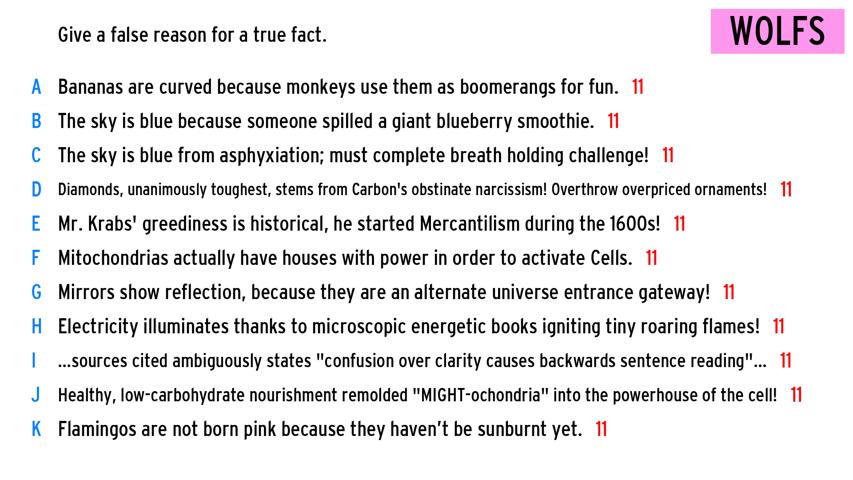 Give a false reason for a true fact.
WOLFS
A Bananas are curved because monkeys use them as boomerangs for fun. 11
B The sky is blue because someone spilled a giant blueberry smoothie. 11
C The sky is blue from asphyxiation; must complete breath holding challenge! 11
D Diamonds, unanimously toughest, stems from Carbon's obstinate narcissism! Overthrow overpriced ornaments! 11
E Mr. Krabs' greediness is historical, he started Mercantilism during the 1600s! 11
F Mitochondrias actually have houses with power in order to activate Cells. 11
G Mirrors show reflection, because they are an alternate universe entrance gateway! 11
H Electricity illuminates thanks to microscopic energetic books igniting tiny roaring flames! 11
I ...sources cited ambiguously states "confusion over clarity causes backwards sentence reading"... 11
J Healthy, low-carbohydrate nourishment remolded "MIGHT-ochondria" into the powerhouse of the cell! 11
K Flamingos are not born pink because they haven’t be sunburnt yet. 11